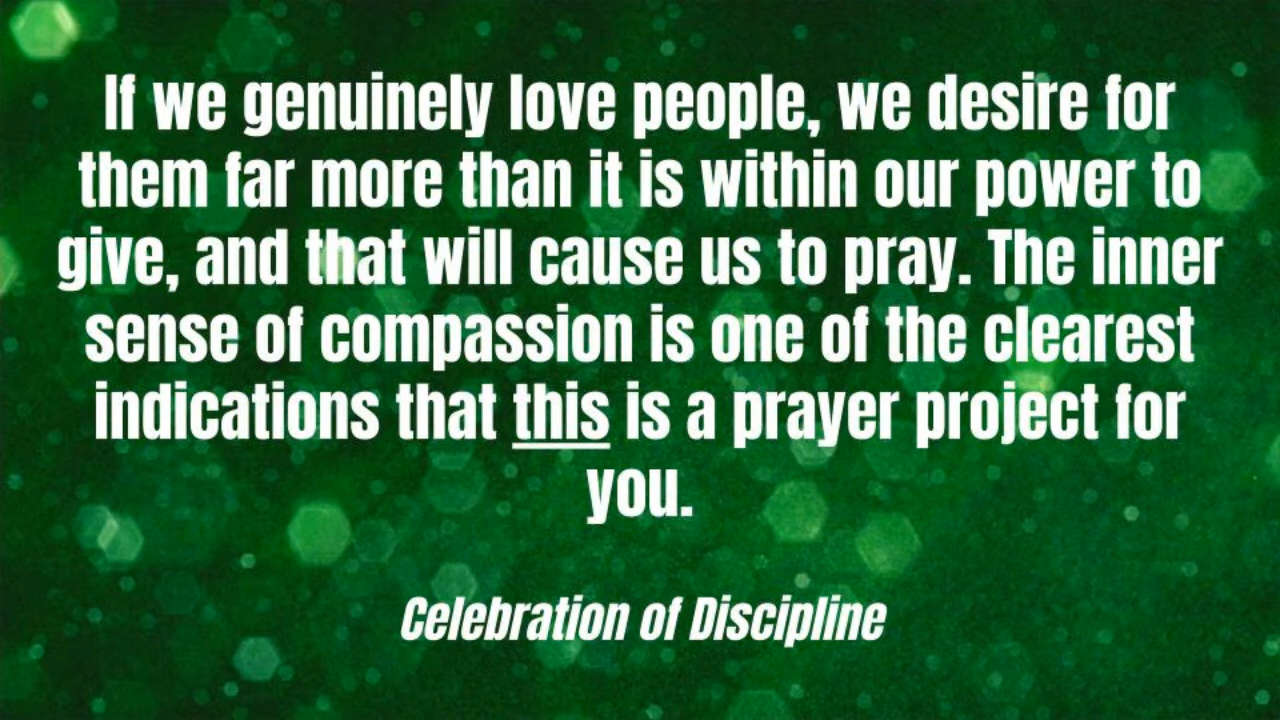 If we genuinely love people, we desire for
them far more than it is within our power to
give, and that will cause us to pray. The inner
sense of compassion is one of the clearest
indications that this is a prayer project for
you.
Celebration of Discipline